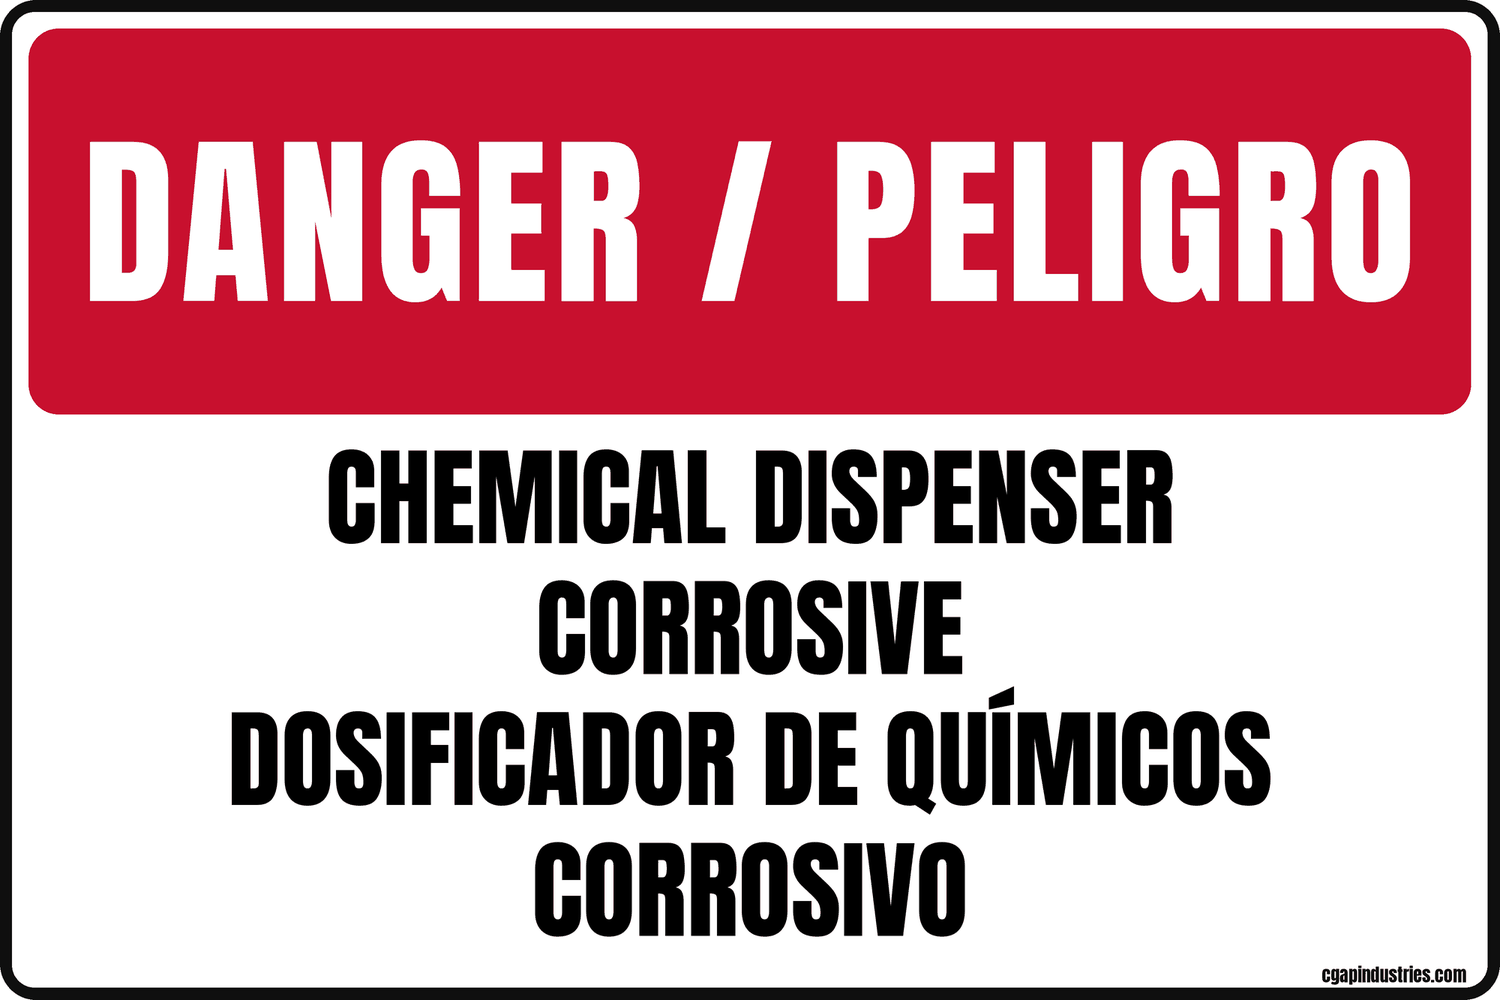 DANGER / PELIGRO
CHEMICAL DISPENSER
CORROSIVE
DOSIFICADOR DE QUÍMICOS
CORROSIVO
cgapindustries.com